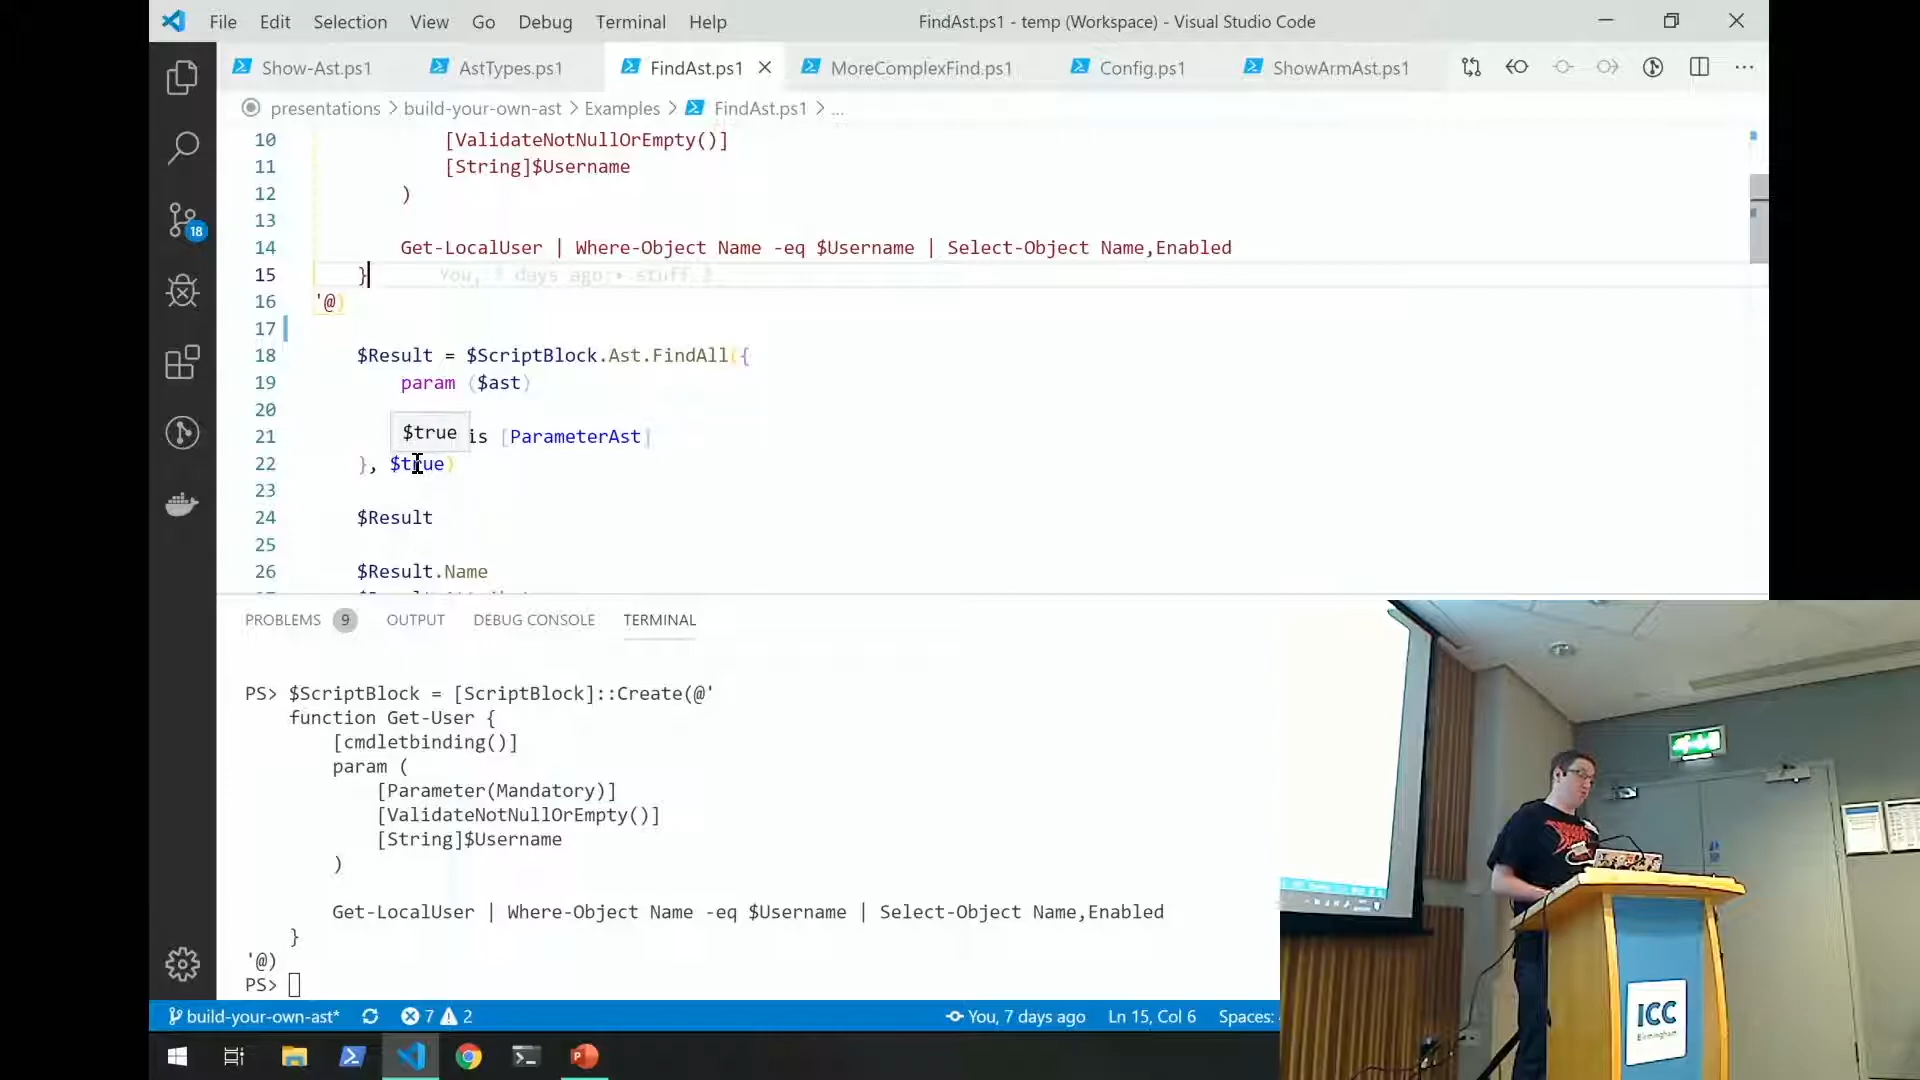 File Edit Selection View Go Debug Terminal Help
FindAst.ps1 - temp (Workspace) - Visual Studio Code
Show-Ast.ps1 AstTypes.ps1 FindAst.ps1 MoreComplexFind.ps1 Config.ps1 ShowArmAst.ps1
presentations > build-your-own-ast > Examples > FindAst.ps1 > ...
10 [ValidateNotNullOrEmpty()]
11 [String]$Username
12 )
13
14 Get-LocalUser | Where-Object Name -eq $Username | Select-Object Name,Enabled
15 } You, 7 days ago • stuff
16 '@)
17
18 $Result = $ScriptBlock.Ast.FindAll({
19 param ($ast)
20
21 is [ParameterAst]
$true
22 }, $true)
23
24 $Result
25
26 $Result.Name
18
PROBLEMS 9 OUTPUT DEBUG CONSOLE TERMINAL
PS> $ScriptBlock = [ScriptBlock]::Create(@'
function Get-User {
[cmdletbinding()]
param (
[Parameter(Mandatory)]
[ValidateNotNullOrEmpty()]
[String]$Username
)
Get-LocalUser | Where-Object Name -eq $Username | Select-Object Name,Enabled
}
'@)
PS>
build-your-own-ast* 7 2 You, 7 days ago Ln 15, Col 6 Spaces:
ICC
Birmingham